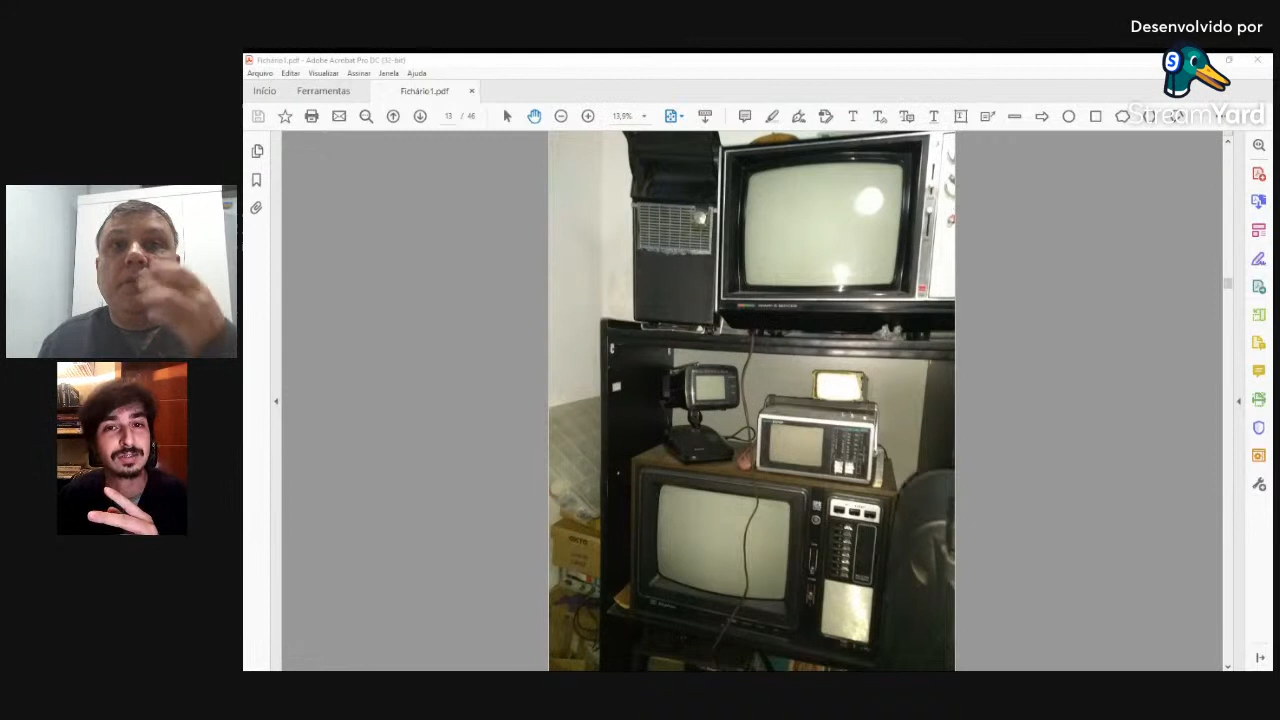 Desenvolvido por
StreamYard
Fichário1.pdf - Adobe Acrobat Pro DC (32-bit)
Arquivo Editar Visualizar Assinar Janela Ajuda
Início Ferramentas Fichário1.pdf ×
13 / 46 13,9%